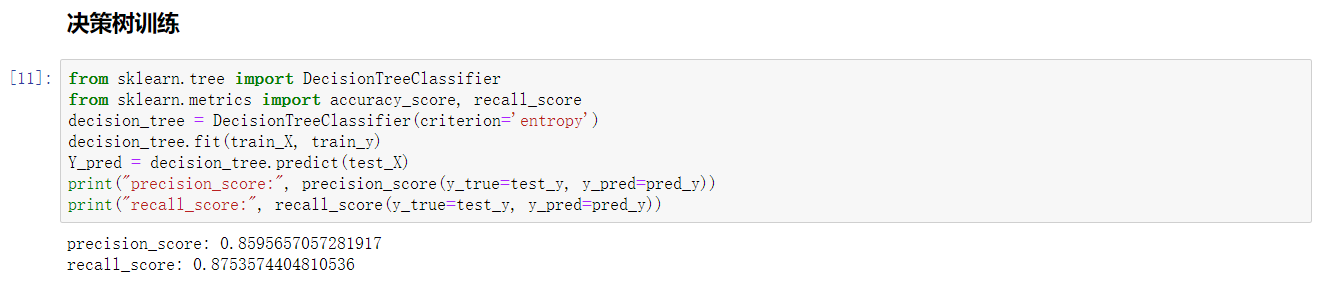 决策树训练
[11]:
from sklearn.tree import DecisionTreeClassifier
from sklearn.metrics import accuracy_score, recall_score
decision_tree = DecisionTreeClassifier(criterion='entropy')
decision_tree.fit(train_X, train_y)
Y_pred = decision_tree.predict(test_X)
print("precision_score:", precision_score(y_true=test_y, y_pred=pred_y))
print("recall_score:", recall_score(y_true=test_y, y_pred=pred_y))
precision_score: 0.8595657057281917
recall_score: 0.8753574404810536